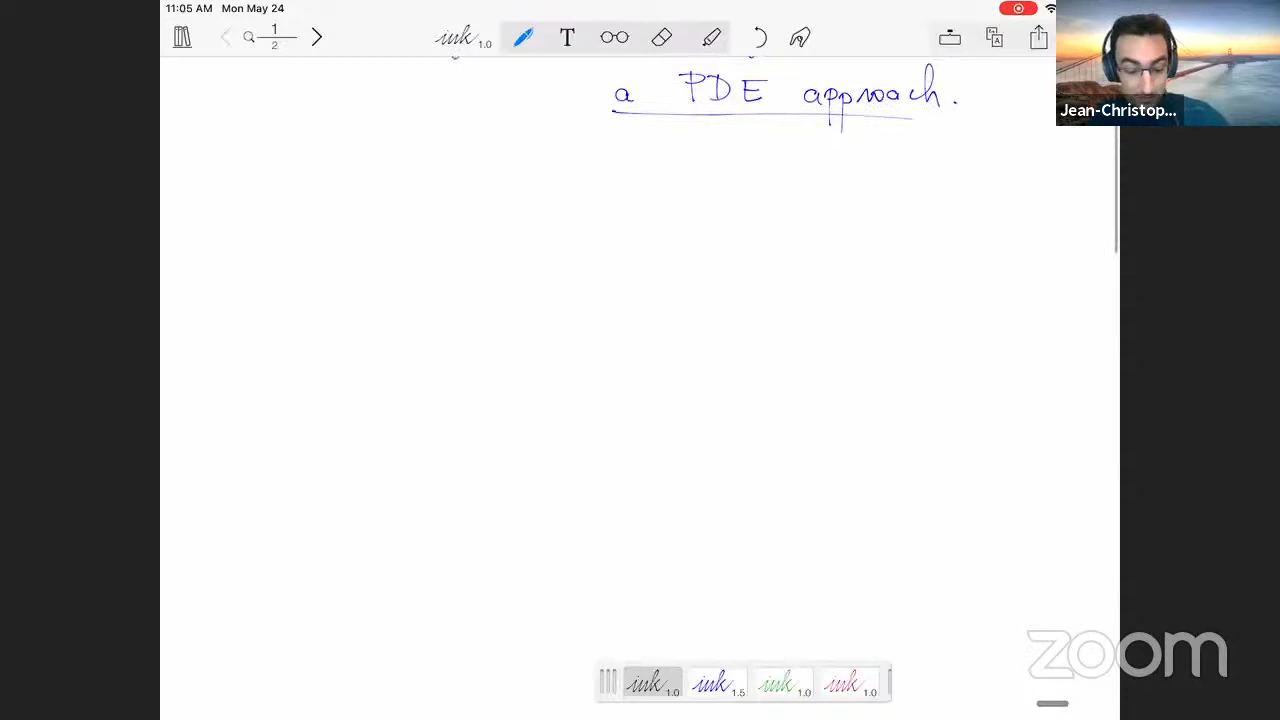 11:05 AM Mon May 24
1
2
ink 1.0
T
a PDE approach.
Jean-Christop...
ink 1.0 ink 1.5 ink 1.0 ink 1.0
zoom